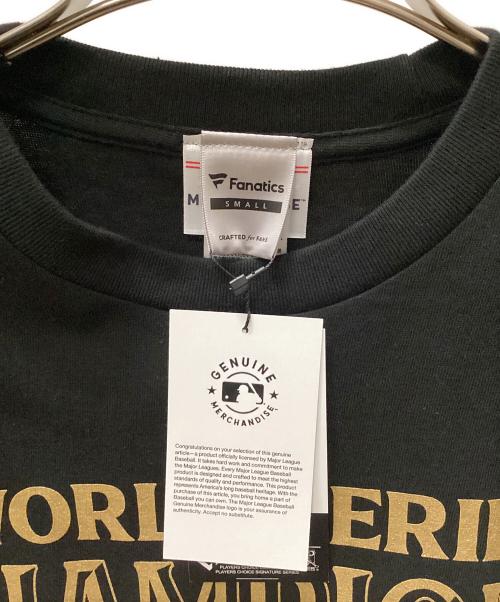 Fanatics
SMALL
CRAFTED for FANS
GENUINE
MERCHANDISE
Congratulations on your selection of this genuine
article—a product officially licensed by Major League
Baseball. It takes hard work and commitment to make
the Major Leagues. Every Major League Baseball
product is designed and crafted to meet the highest
standards of quality and performance. This product
represents America's long baseball heritage. With the
purchase of this article, you bring home a part of
Baseball you can own. The Major League Baseball
Genuine Merchandise logo is your assurance of
authenticity. Accept no substitute.
WORL ERIE
HAMPIO
PLAYERS CHOICE SIGNATURE SERIES